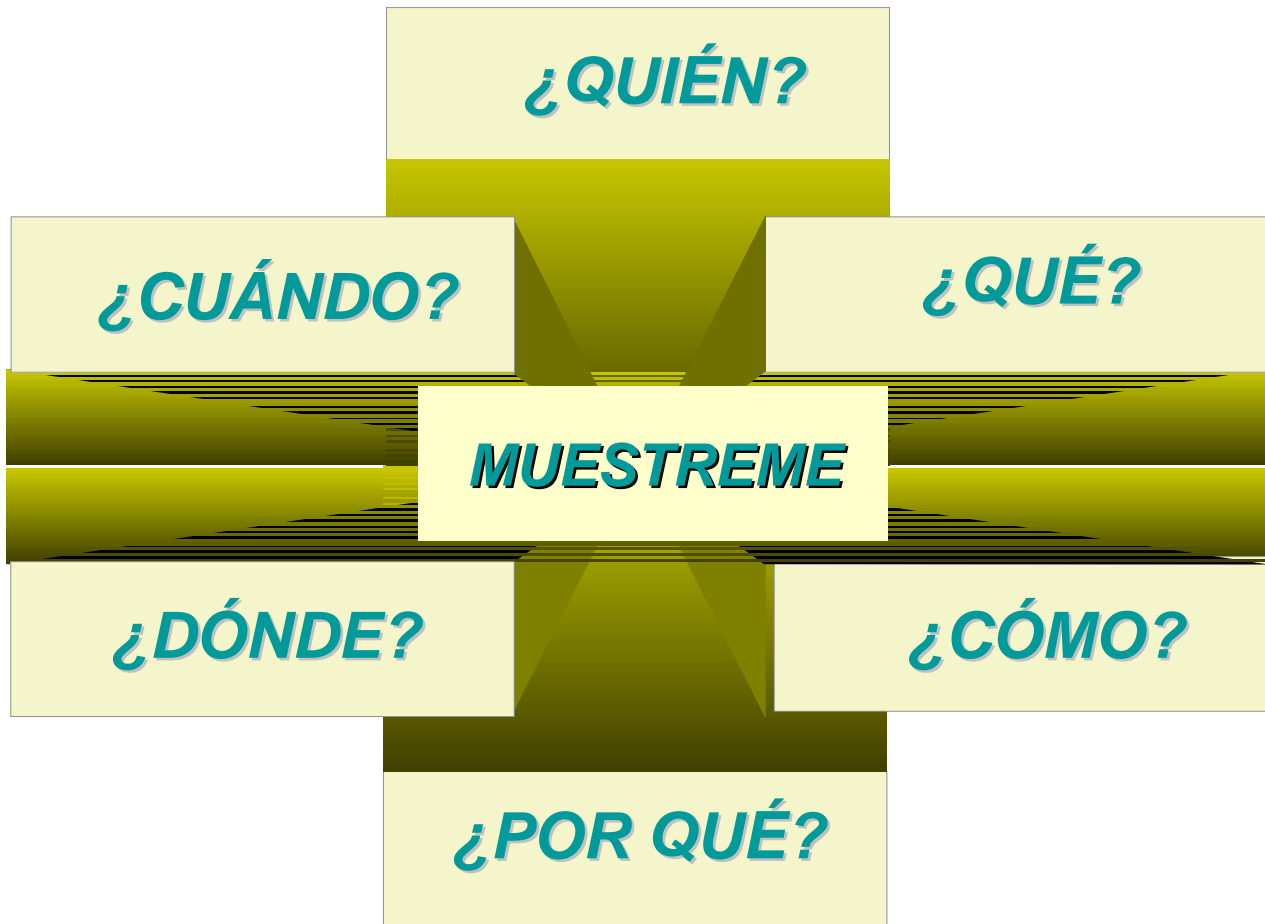 ¿QUIÉN?
¿CUÁNDO?
¿QUÉ?
MUESTREME
¿DÓNDE?
¿CÓMO?
¿POR QUÉ?